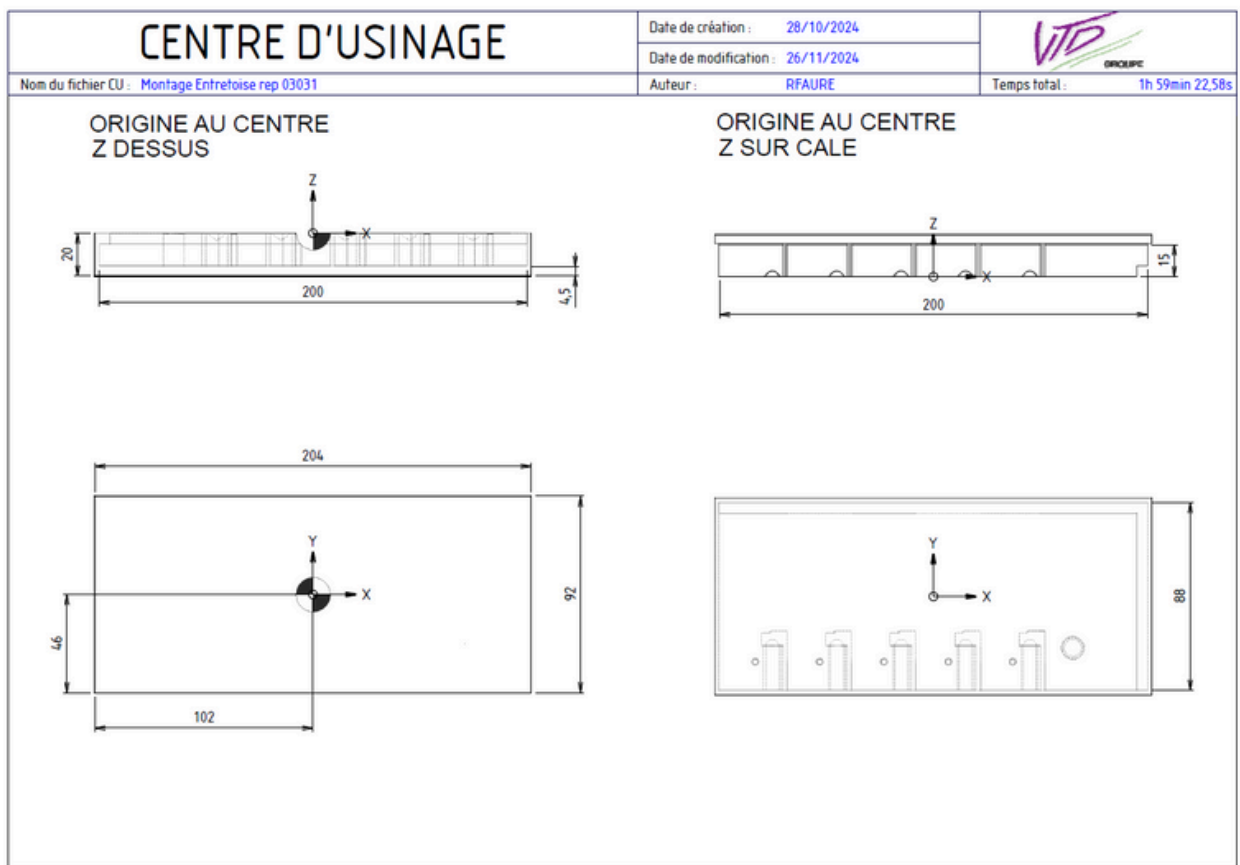 CENTRE D'USINAGE
Date de création : 28/10/2024
Date de modification : 26/11/2024
VTD
GROUPE
Nom du fichier CU : Montage Entretoise rep 03031
Auteur : RFAURE
Temps total : 1h 59min 22,58s
ORIGINE AU CENTRE
Z DESSUS
ORIGINE AU CENTRE
Z SUR CALE
Z
X
20
200
4,5
Z
X
15
200
204
Y
X
92
46
102
Y
X
88